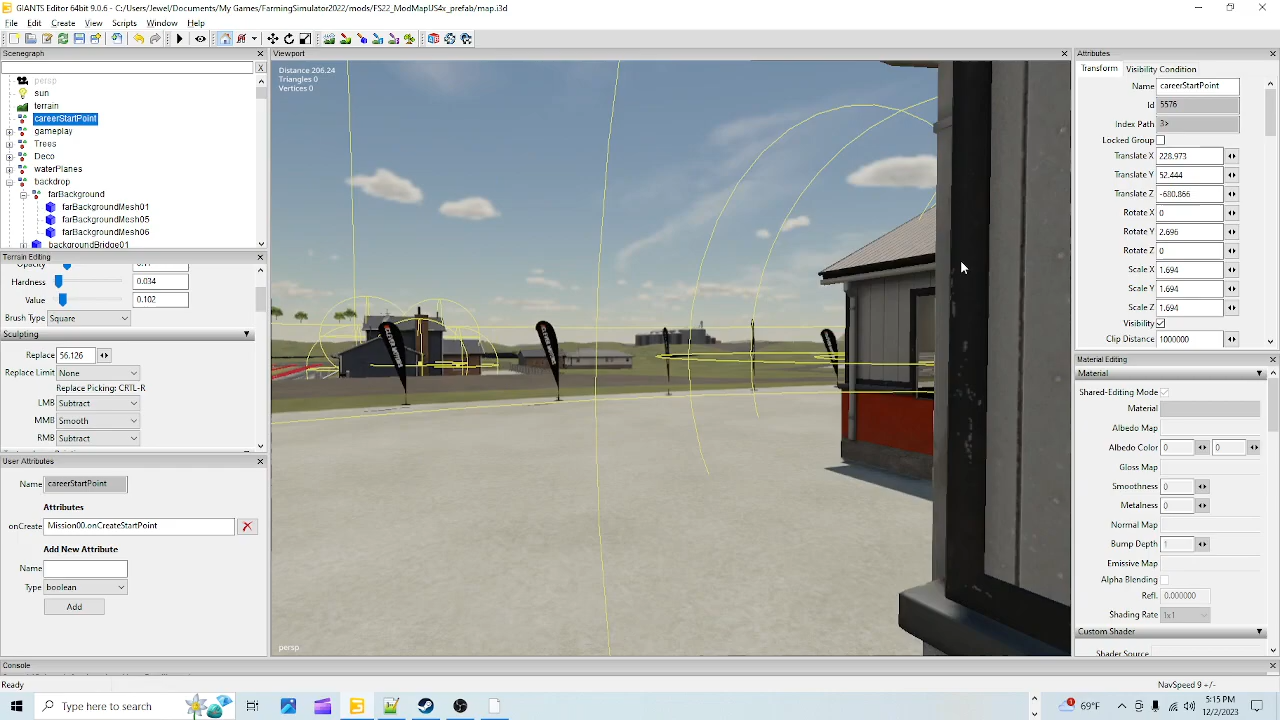 GIANTS Editor 64bit 9.0.6 - C:/Users/Jewel/Documents/My Games/FarmingSimulator2022/mods/FS22_ModMapUS4x_prefab/map.i3d
File View Create Scripts Window Help
Scenegraph
X
persp
sun
terrain
careerStartPoint
gameplay
Trees
Deco
waterPlanes
backdrop
farBackground
farBackgroundMesh01
farBackgroundMesh05
farBackgroundMesh06
backgroundBridge01
Terrain Editing
Hardness 0.034
Value 0.102
Brush Type Square
Sculpting
Replace 56.126
Replace Limit None
Replace Picking: CRTL-R
LMB Subtract
MMB Smooth
RMB Subtract
User Attributes
Name careerStartPoint
Attributes
onCreate Mission00.onCreateStartPoint
Add New Attribute
Name
Type boolean
Add
Viewport
Distance 206.24
Triangles 0
Vertices 0
persp
Attributes
Transform Visibility Condition
Name careerStartPoint
Id 5576
Index Path 3>
Locked Group
Translate X 228.973
Translate Y 52.444
Translate Z -680.866
Rotate X 0
Rotate Y 2.696
Rotate Z 0
Scale X 1.694
Scale Y 1.694
Scale Z 1.694
Visibility
Clip Distance 1000000
Material Editing
Material
Shared-Editing Mode
Material
Albedo Map
Albedo Color 0 0
Gloss Map
Smoothness 0
Metalness 0
Normal Map
Bump Depth 1
Emissive Map
Alpha Blending
Refl. 0.000000
Shading Rate 1x1
Custom Shader
Shader Source
Console
Ready
NavSpeed 9 +/-
Type here to search
69°F
5:15 PM
12/2/2023